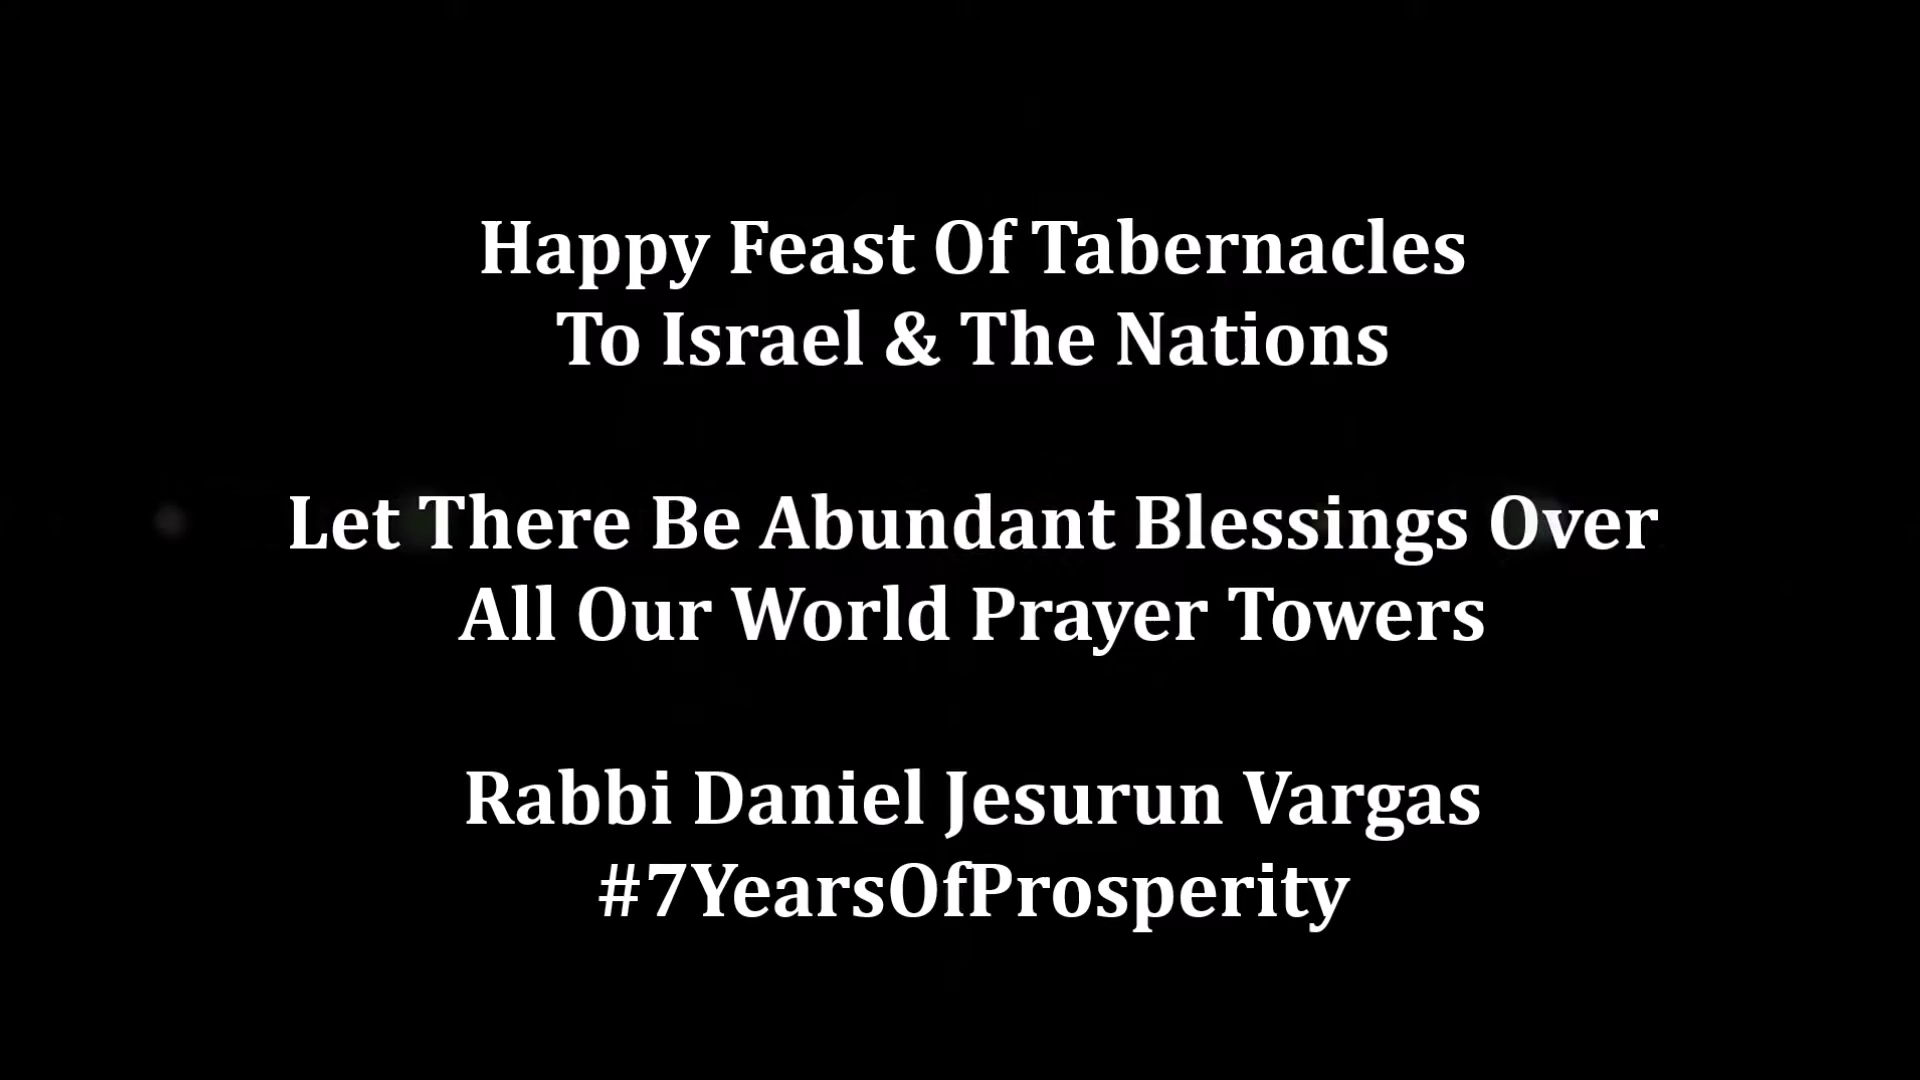 Happy Feast Of Tabernacles
To Israel & The Nations
Let There Be Abundant Blessings Over
All Our World Prayer Towers
Rabbi Daniel Jesurun Vargas
#7YearsOfProsperity